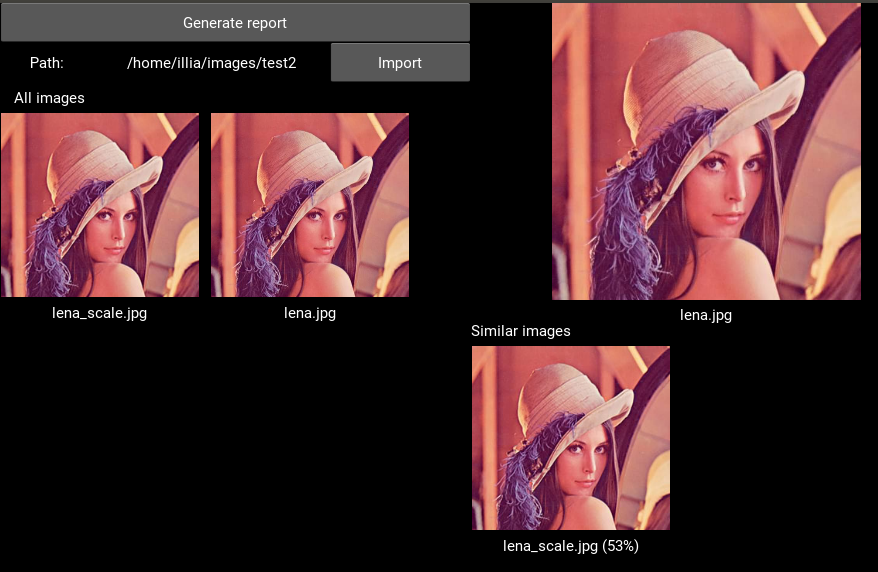 Generate report
Path: /home/illia/images/test2 Import
All images
lena_scale.jpg lena.jpg
lena.jpg
Similar images
lena_scale.jpg (53%)